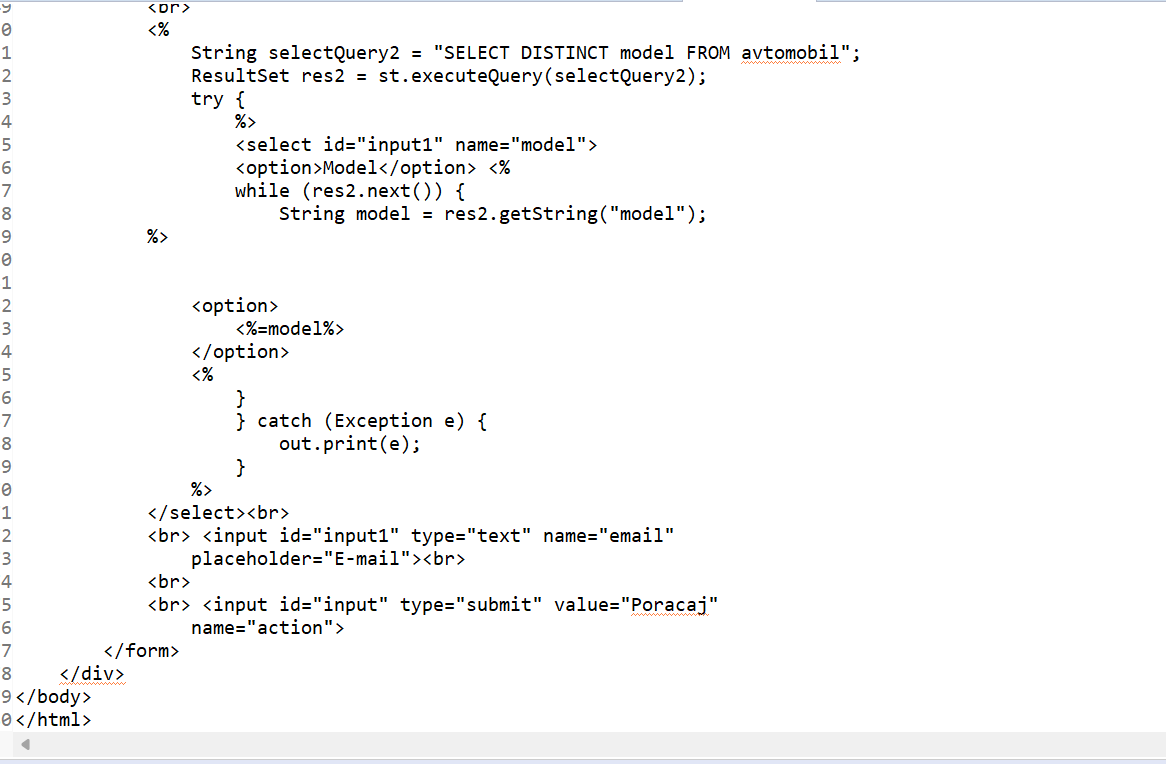 9 <br>
0 <%
1 String selectQuery2 = "SELECT DISTINCT model FROM avtomobil";
2 ResultSet res2 = st.executeQuery(selectQuery2);
3 try {
4 %>
5 <select id="input1" name="model">
6 <option>Model</option> <%
7 while (res2.next()) {
8 String model = res2.getString("model");
9 %>
0
1
2 <option>
3 <%=model%>
4 </option>
5 <%
6 }
7 } catch (Exception e) {
8 out.print(e);
9 }
0 %>
1 </select><br>
2 <br> <input id="input1" type="text" name="email"
3 placeholder="E-mail"><br>
4 <br>
5 <br> <input id="input" type="submit" value="Poracaj"
6 name="action">
7 </form>
8 </div>
9 </body>
0 </html>